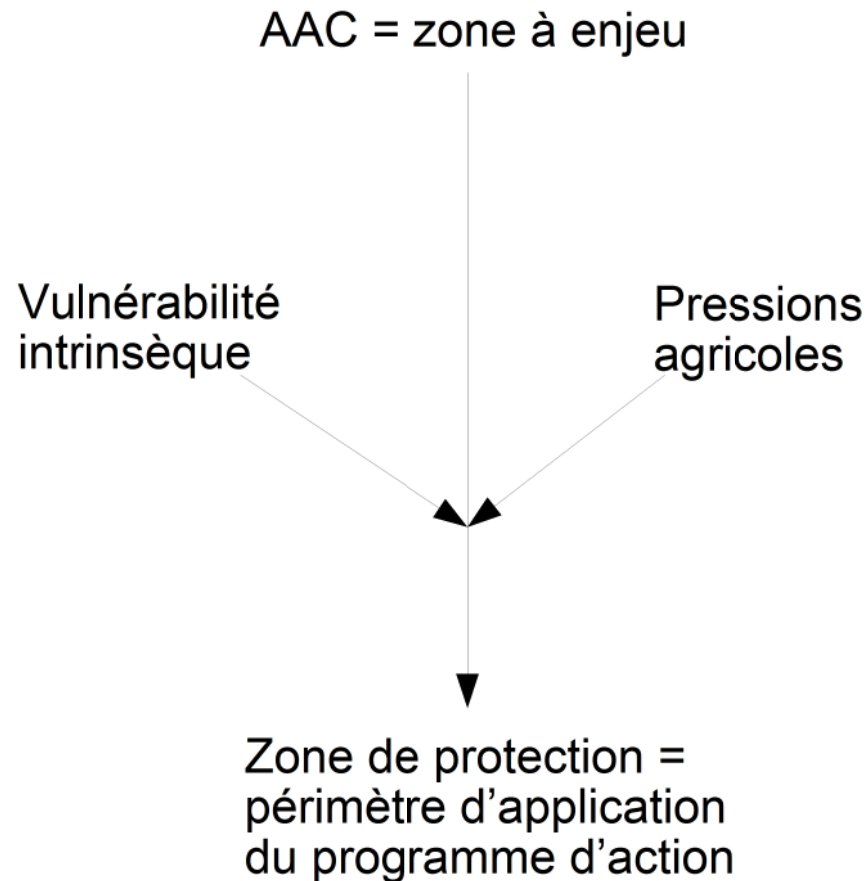 AAC = zone à enjeu
Vulnérabilité
intrinsèque
Pressions
agricoles
Zone de protection =
périmètre d’application
du programme d’action